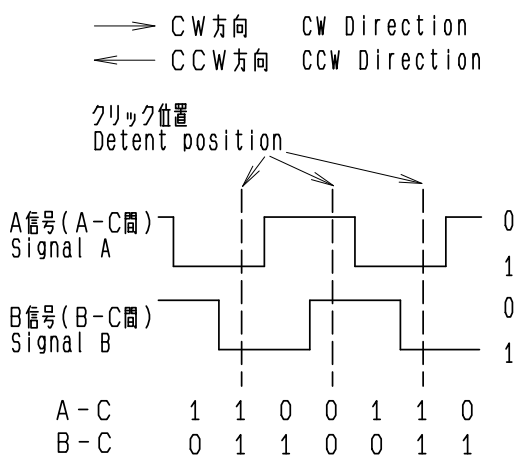 CW方向 CW Direction
CCW方向 CCW Direction
クリック位置
Detent position
A信号(A-C間) 0
Signal A 1
B信号(B-C間) 0
Signal B 1
A-C 1 1 0 0 1 1 0
B-C 0 1 1 0 0 1 1